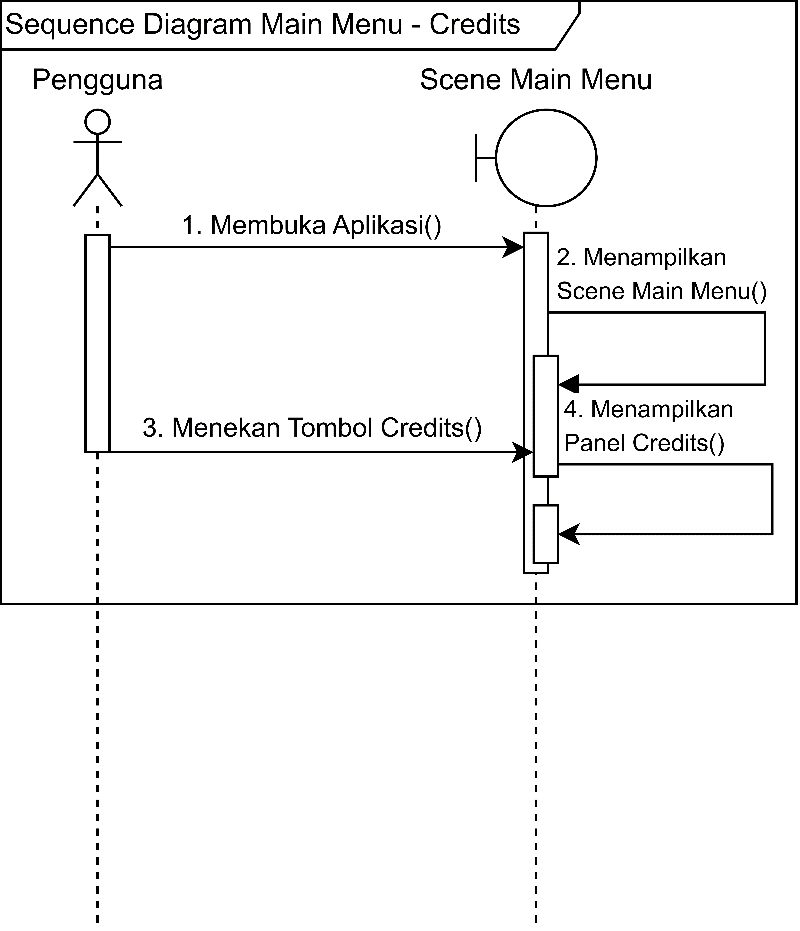 Sequence Diagram Main Menu - Credits
Pengguna
Scene Main Menu
1. Membuka Aplikasi()
2. Menampilkan
Scene Main Menu()
3. Menekan Tombol Credits()
4. Menampilkan
Panel Credits()